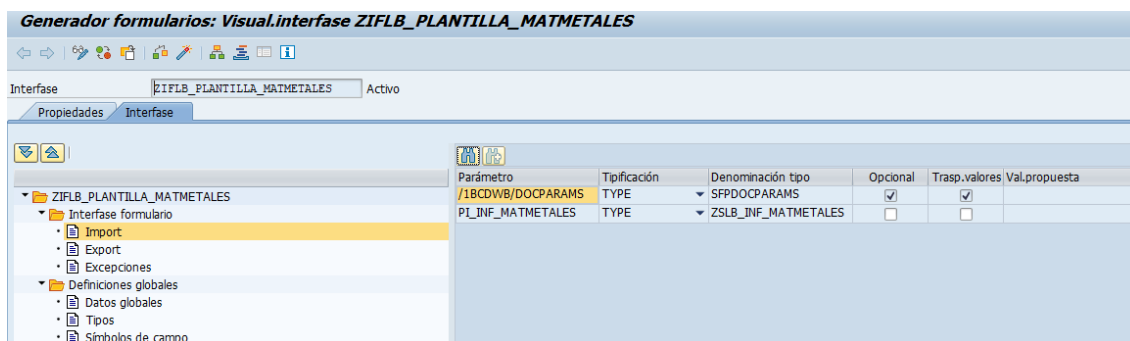 Generador formularios: Visual.interfase ZIFLB_PLANTILLA_MATMETALES
Interfase ZIFLB_PLANTILLA_MATMETALES Activo
Propiedades Interfase
Parámetro Tipificación Denominación tipo Opcional Trasp.valores Val.propuesta
/1BCDWB/DOCPARAMS TYPE SFPDOCPARAMS
PI_INF_MATMETALES TYPE ZSLB_INF_MATMETALES
ZIFLB_PLANTILLA_MATMETALES
Interfase formulario
Import
Export
Excepciones
Definiciones globales
Datos globales
Tipos
Símbolos de campo